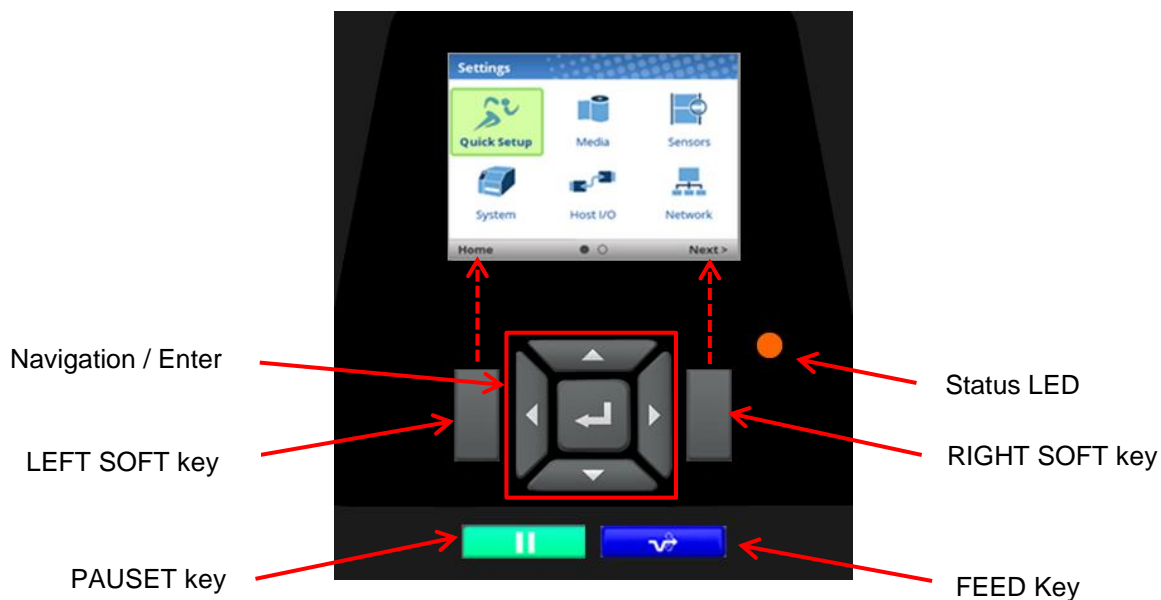 Settings
Quick Setup
Media
Sensors
System
Host I/O
Network
Home
Next >
Navigation / Enter
Status LED
LEFT SOFT key
RIGHT SOFT key
PAUSET key
FEED Key